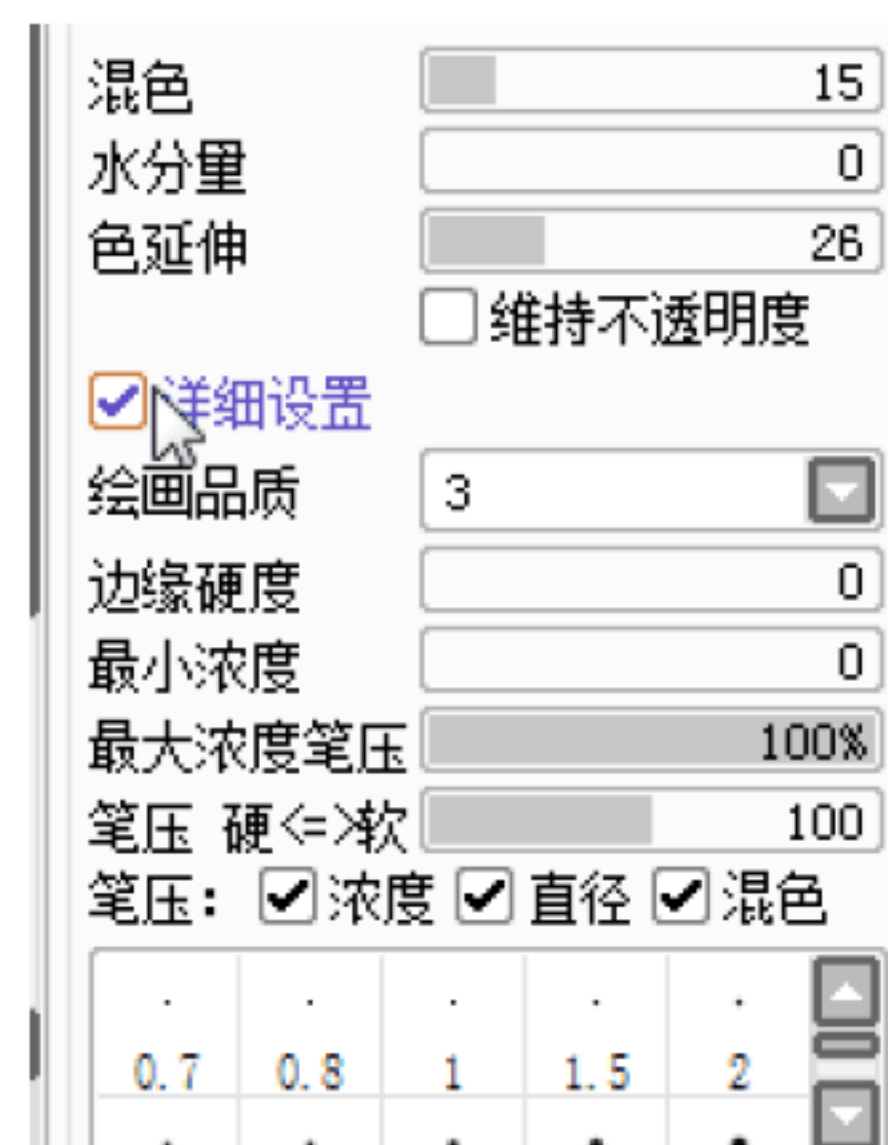 混色 15
水分量 0
色延伸 26
维持不透明度
详细设置
绘画品质 3
边缘硬度 0
最小浓度 0
最大浓度笔压 100%
笔压 硬<=>软 100
笔压: 浓度 直径 混色
0.7 0.8 1 1.5 2